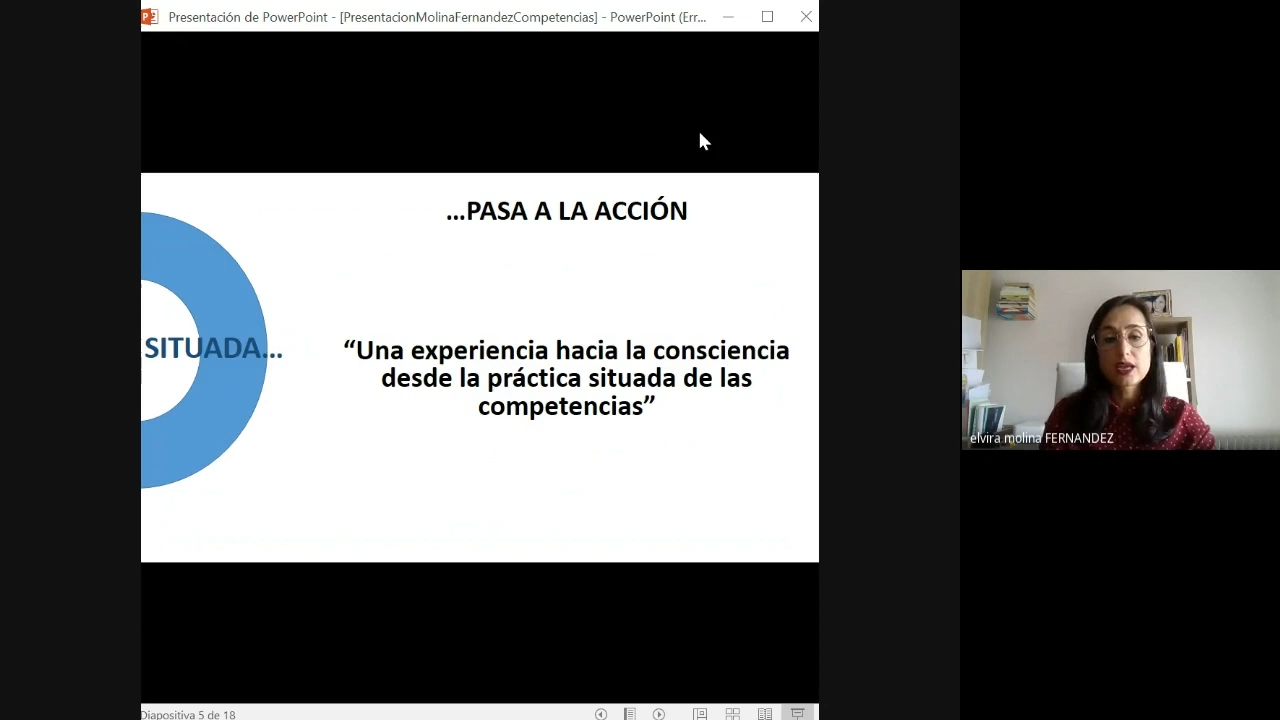 Presentación de PowerPoint - [PresentacionMolinaFernandezCompetencias] - PowerPoint (Err...
...PASA A LA ACCIÓN
SITUADA...
“Una experiencia hacia la consciencia
desde la práctica situada de las
competencias”
elvira molina FERNANDEZ
Diapositiva 5 de 18